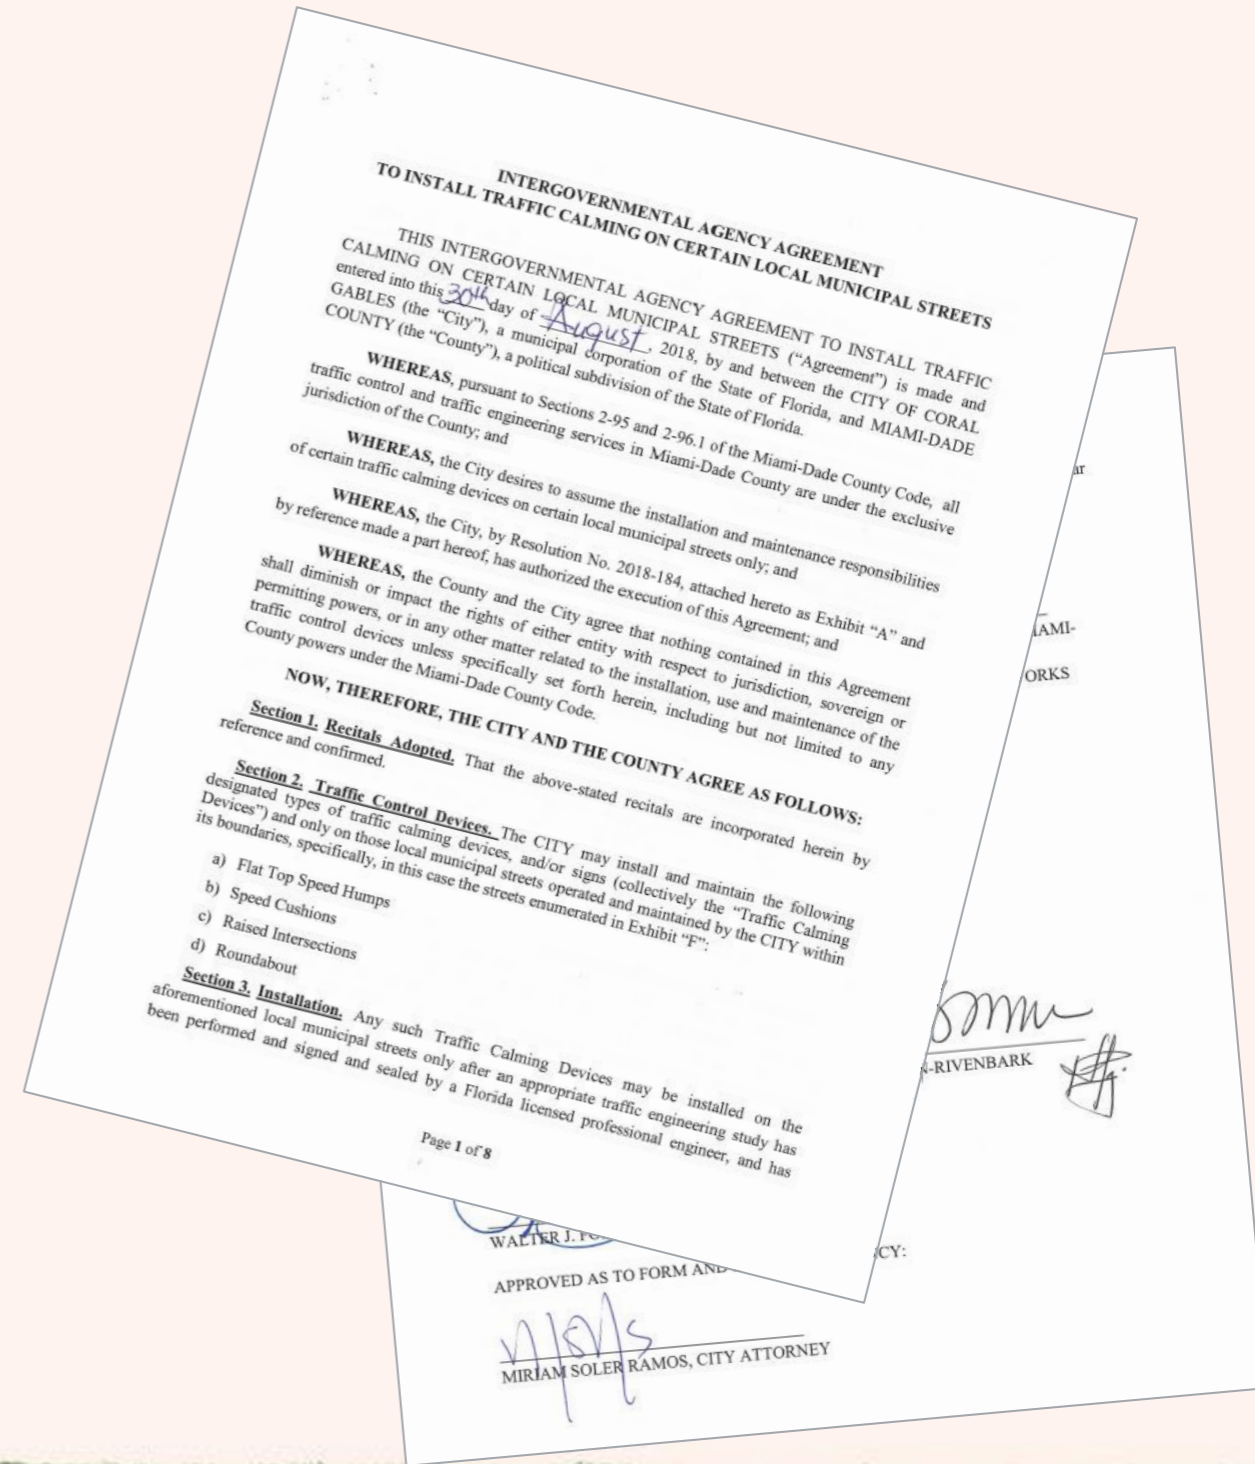 INTERGOVERNMENTAL AGENCY AGREEMENT
TO INSTALL TRAFFIC CALMING ON CERTAIN LOCAL MUNICIPAL STREETS
THIS INTERGOVERNMENTAL AGENCY AGREEMENT TO INSTALL TRAFFIC
CALMING ON CERTAIN LOCAL MUNICIPAL STREETS (“Agreement”) is made and
entered into this 30th day of August, 2018, by and between the CITY OF CORAL
GABLES (the “City”), a municipal corporation of the State of Florida, and MIAMI-DADE
COUNTY (the “County”), a political subdivision of the State of Florida.
WHEREAS, pursuant to Sections 2-95 and 2-96.1 of the Miami-Dade County Code, all
traffic control and traffic engineering services in Miami-Dade County are under the exclusive
jurisdiction of the County; and
WHEREAS, the City desires to assume the installation and maintenance responsibilities
of certain traffic calming devices on certain local municipal streets only; and
WHEREAS, the City, by Resolution No. 2018-184, attached hereto as Exhibit “A” and
by reference made a part hereof, has authorized the execution of this Agreement; and
WHEREAS, the County and the City agree that nothing contained in this Agreement
shall diminish or impact the rights of either entity with respect to jurisdiction, sovereign or
permitting powers, or in any other matter related to the installation, use and maintenance of the
traffic control devices unless specifically set forth herein, including but not limited to any
County powers under the Miami-Dade County Code.
NOW, THEREFORE, THE CITY AND THE COUNTY AGREE AS FOLLOWS:
Section 1. Recitals Adopted. That the above-stated recitals are incorporated herein by
reference and confirmed.
Section 2. Traffic Control Devices. The CITY may install and maintain the following
designated types of traffic calming devices, and/or signs (collectively the “Traffic Calming
Devices”) and only on those local municipal streets operated and maintained by the CITY within
its boundaries, specifically, in this case the streets enumerated in Exhibit “F”:
a) Flat Top Speed Humps
b) Speed Cushions
c) Raised Intersections
d) Roundabout
Section 3. Installation. Any such Traffic Calming Devices may be installed on the
aforementioned local municipal streets only after an appropriate traffic engineering study has
been performed and signed and sealed by a Florida licensed professional engineer, and has
Page 1 of 8
IAMI-
ORKS
N-RIVENBARK
WALTER J.
APPROVED AS TO FORM AND
CY:
MIRIAM SOLER RAMOS, CITY ATTORNEY